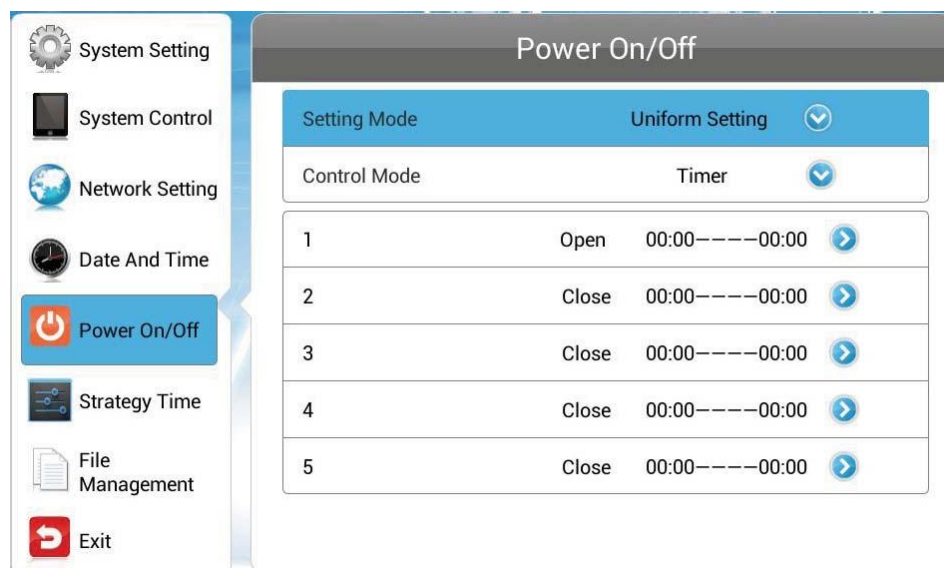 System Setting
System Control
Network Setting
Date And Time
Power On/Off
Strategy Time
File
Management
Exit
Power On/Off
Setting Mode Uniform Setting
Control Mode Timer
1 Open 00:00----00:00
2 Close 00:00----00:00
3 Close 00:00----00:00
4 Close 00:00----00:00
5 Close 00:00----00:00